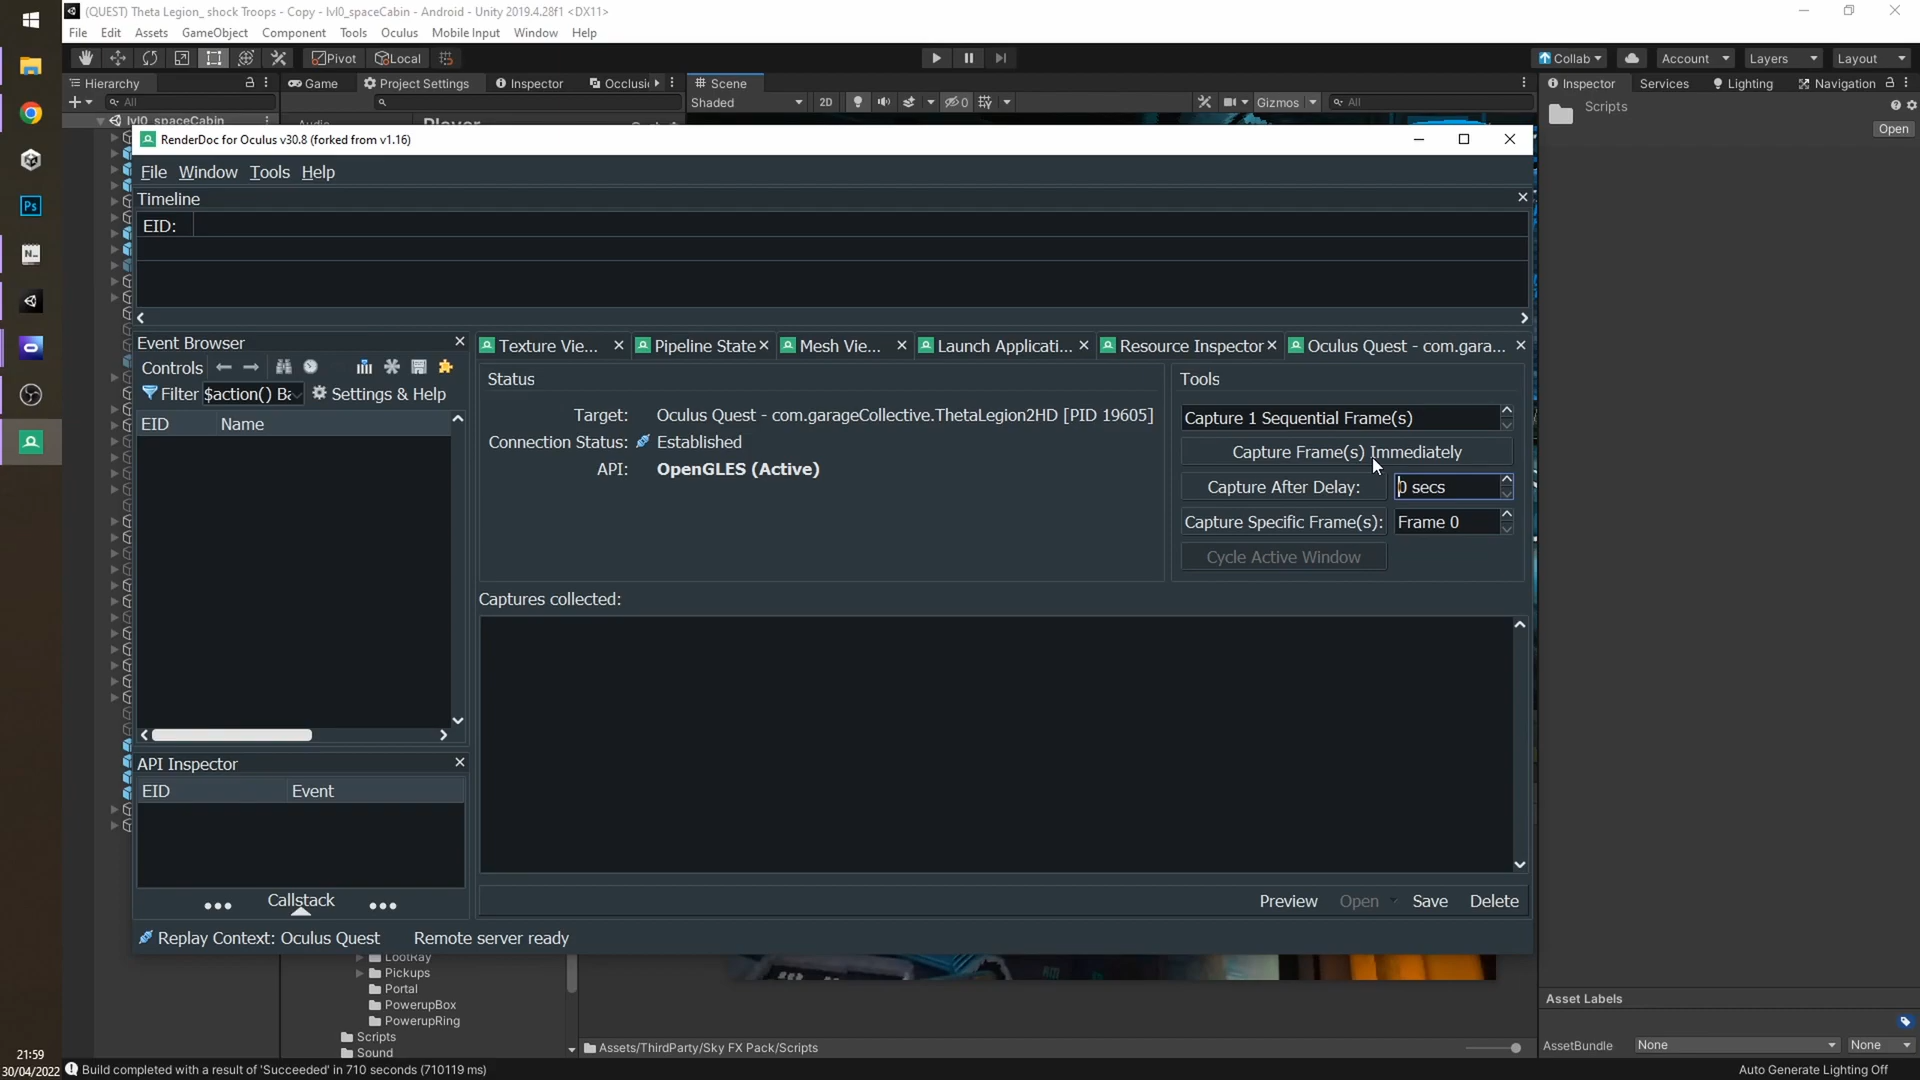 (QUEST) Theta Legion_ shock Troops - Copy - lvl0_spaceCabin - Android - Unity 2019.4.28f1 <DX11>
File Edit Assets GameObject Component Tools Oculus Mobile Input Window Help
Pivot Local Collab Account Layers Layout
Hierarchy Game Project Settings Inspector Occlusi Scene Inspector Services Lighting Navigation
All Shaded 2D 0 Gizmos All Scripts
lvl0_spaceCabin
Open
RenderDoc for Oculus v30.8 (forked from v1.16)
File Window Tools Help
Timeline
EID:
Event Browser
Texture Vie... Pipeline State Mesh Vie... Launch Applicati... Resource Inspector Oculus Quest - com.gara...
Controls
Filter $action() Settings & Help
EID Name
Status
Target: Oculus Quest - com.garageCollective.ThetaLegion2HD [PID 19605]
Connection Status: Established
API: OpenGLES (Active)
Tools
Capture 1 Sequential Frame(s)
Capture Frame(s) Immediately
Capture After Delay: 0 secs
Capture Specific Frame(s): Frame 0
Cycle Active Window
Captures collected:
API Inspector
EID Event
Callstack
Preview Open Save Delete
Replay Context: Oculus Quest Remote server ready
Ps
N..
LootRay
Pickups
Portal
PowerupBox
PowerupRing
Scripts
Sound
Assets/ThirdParty/Sky FX Pack/Scripts
Asset Labels
AssetBundle None None
21:59
30/04/2022
Build completed with a result of 'Succeeded' in 710 seconds (710119 ms)
Auto Generate Lighting Off